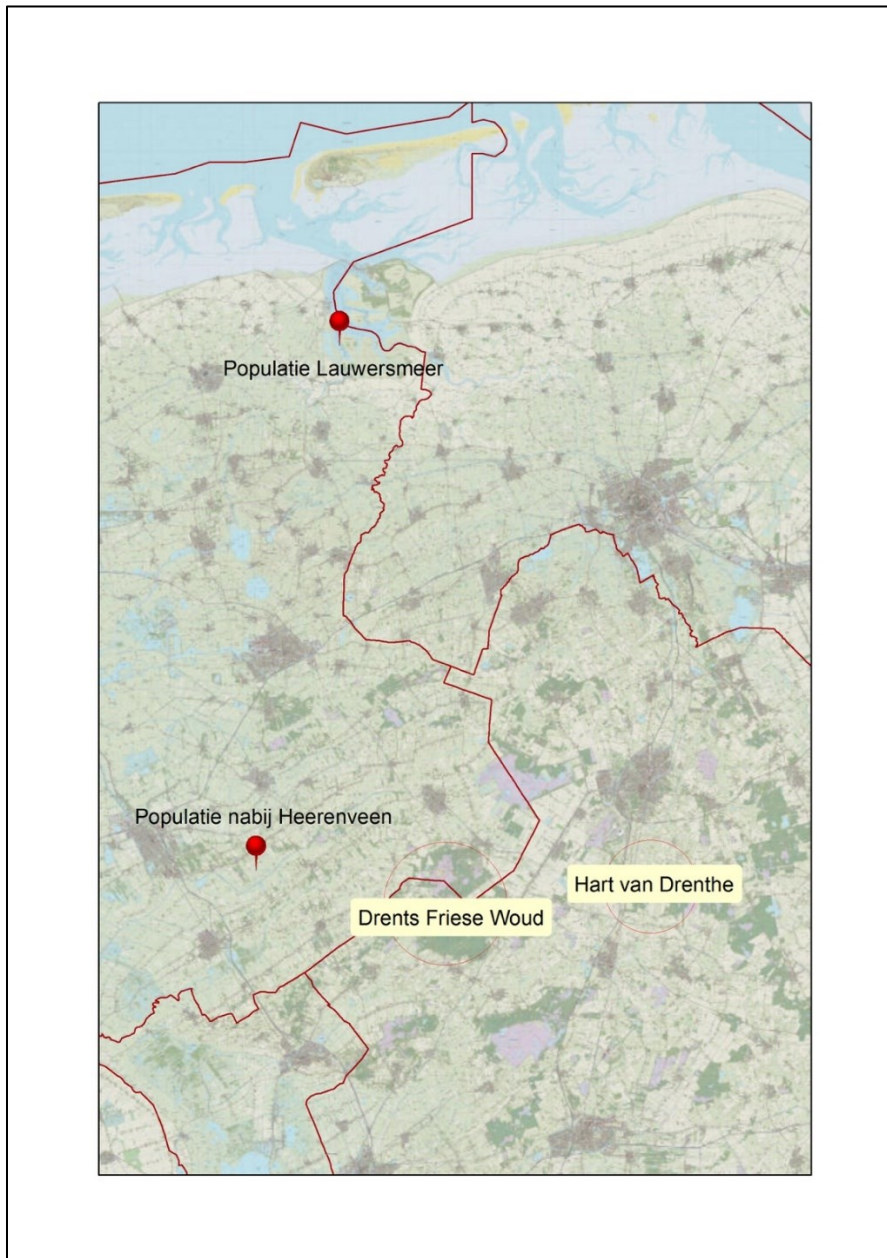 Populatie Lauwersmeer
Populatie nabij Heerenveen
Hart van Drenthe
Drents Friese Woud